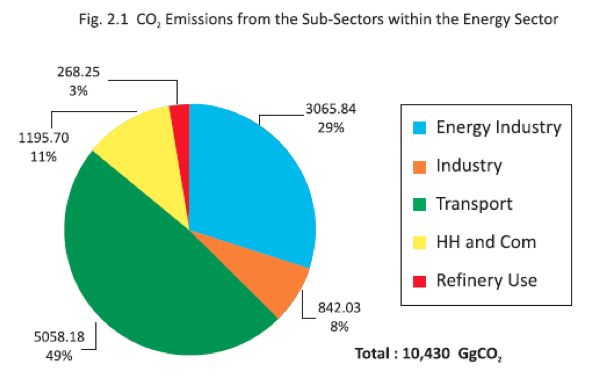 Fig. 2.1 CO₂ Emissions from the Sub-Sectors within the Energy Sector
268.25
3%
3065.84
29%
1195.70
11%
Energy Industry
Industry
Transport
HH and Com
Refinery Use
842.03
8%
5058.18
49%
Total : 10,430 GgCO₂